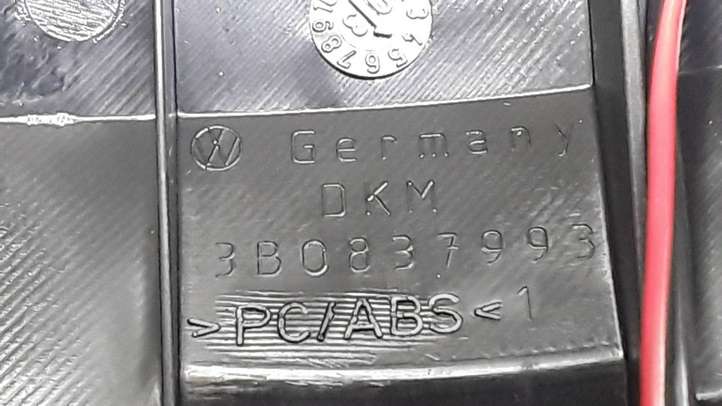 Germany
DKM
3B0837993
>PC/ABS< 1